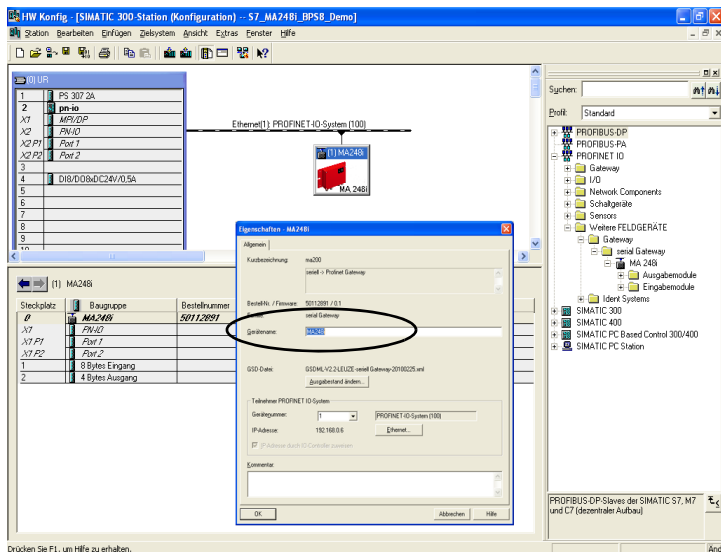 HW Konfig - [SIMATIC 300-Station (Konfiguration) -- S7_MA248i_BPS8_Demo]
Station Bearbeiten Einfügen Zielsystem Ansicht Extras Fenster Hilfe
(0) UR
1 PS 307 2A
2 pn-io
X1 MPI/DP
X2 PN-IO
X2 P1 Port 1
X2 P2 Port 2
3
4 DI8/DO8xDC24V/0,5A
5
6
7
8
9
10
Ethernet(1): PROFINET-IO-System (100)
(1) MA248i
MA 248i
(1) MA248i
Steckplatz Baugruppe Bestellnummer
0 MA248i 50112891
X1 PN-IO
X1 P1 Port 1
X1 P2 Port 2
1 8 Bytes Eingang
2 4 Bytes Ausgang
Eigenschaften - MA248i
Allgemein
Kurzbezeichnung: ma200
seriell -> Profinet Gateway
Bestell-Nr. / Firmware: 50112891 / 0.1
serial Gateway
Gerätename: MA248i
GSD-Datei: GSDML-V2.2-LEUZE-seriell Gateway-20100225.xml
Ausgabestand ändern...
Teilnehmer PROFINET IO-System
Gerätenummer: 1 PROFINET-IO-System (100)
IP-Adresse: 192.168.0.6 Ethernet...
IP-Adresse durch IO Controller zuweisen
Kommentar:
OK Abbrechen Hilfe
Suchen:
Profil: Standard
PROFIBUS-DP
PROFIBUS-PA
PROFINET IO
Gateway
I/O
Network Components
Schaltgeräte
Sensors
Weitere FELDGERÄTE
Gateway
serial Gateway
MA 248i
Ausgabemodule
Eingabemodule
Ident Systems
SIMATIC 300
SIMATIC 400
SIMATIC PC Based Control 300/400
SIMATIC PC Station
PROFIBUS-DP-Slaves der SIMATIC S7, M7
und C7 (dezentraler Aufbau)
Drücken Sie F1, um Hilfe zu erhalten.
Änd